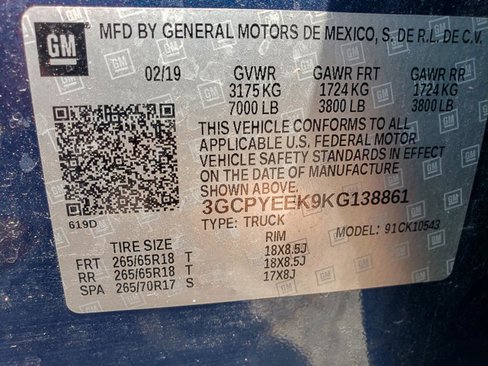 GM
MFD BY GENERAL MOTORS DE MEXICO, S. DE R.L. DE C.V.
02/19 GVWR GAWR FRT GAWR RR
3175 KG 1724 KG 1724 KG
7000 LB 3800 LB 3800 LB
THIS VEHICLE CONFORMS TO ALL
APPLICABLE U.S. FEDERAL MOTOR
VEHICLE SAFETY STANDARDS IN EFFECT
ON THE DATE OF MANUFACTURE
SHOWN ABOVE.
3GCPYEEK9KG138861
619D TYPE: TRUCK MODEL: 91CK10543
TIRE SIZE RIM
FRT 265/65R18 T 18X8.5J
RR 265/65R18 T 18X8.5J
SPA 265/70R17 S 17X8J